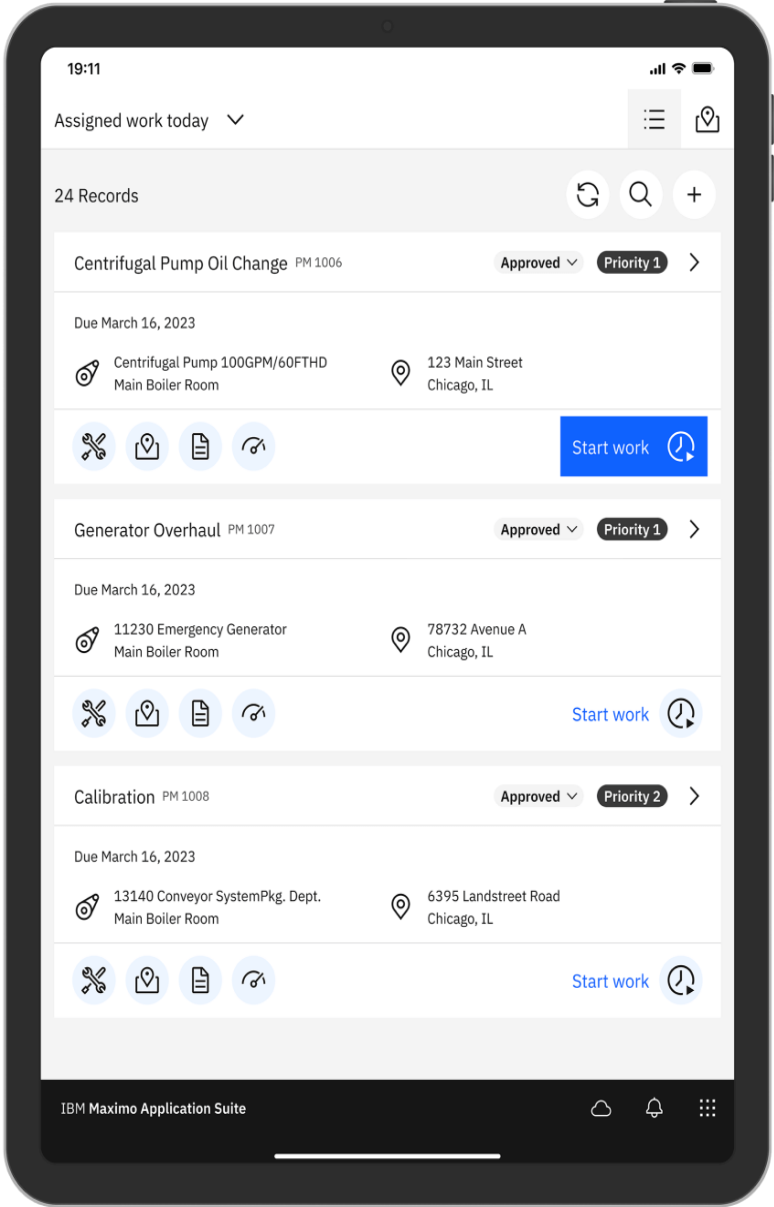 19:11
Assigned work today
24 Records
Centrifugal Pump Oil Change PM 1006 Approved Priority 1
Due March 16, 2023
Centrifugal Pump 100GPM/60FTHD
Main Boiler Room
123 Main Street
Chicago, IL
Start work
Generator Overhaul PM 1007 Approved Priority 1
Due March 16, 2023
11230 Emergency Generator
Main Boiler Room
78732 Avenue A
Chicago, IL
Start work
Calibration PM 1008 Approved Priority 2
Due March 16, 2023
13140 Conveyor SystemPkg. Dept.
Main Boiler Room
6395 Landstreet Road
Chicago, IL
Start work
IBM Maximo Application Suite